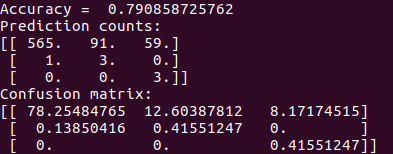 Accuracy =  0.790858725762
Prediction counts:
[[ 565.   91.   59.]
 [   1.    3.    0.]
 [   0.    0.    3.]]
Confusion matrix:
[[ 78.25484765  12.60387812   8.17174515]
 [  0.13850416   0.41551247   0.        ]
 [  0.           0.           0.41551247]]